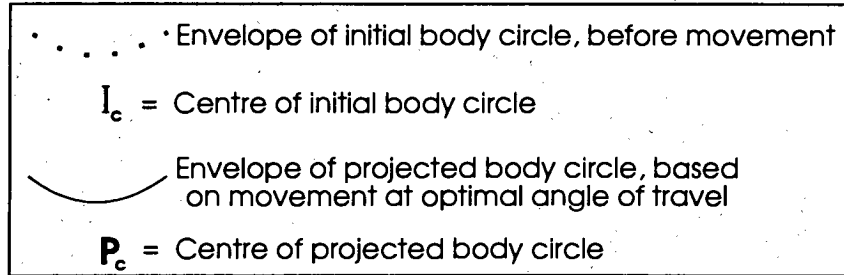 Envelope of initial body circle, before movement
I_c = Centre of initial body circle
Envelope of projected body circle, based
on movement at optimal angle of travel
P_c = Centre of projected body circle